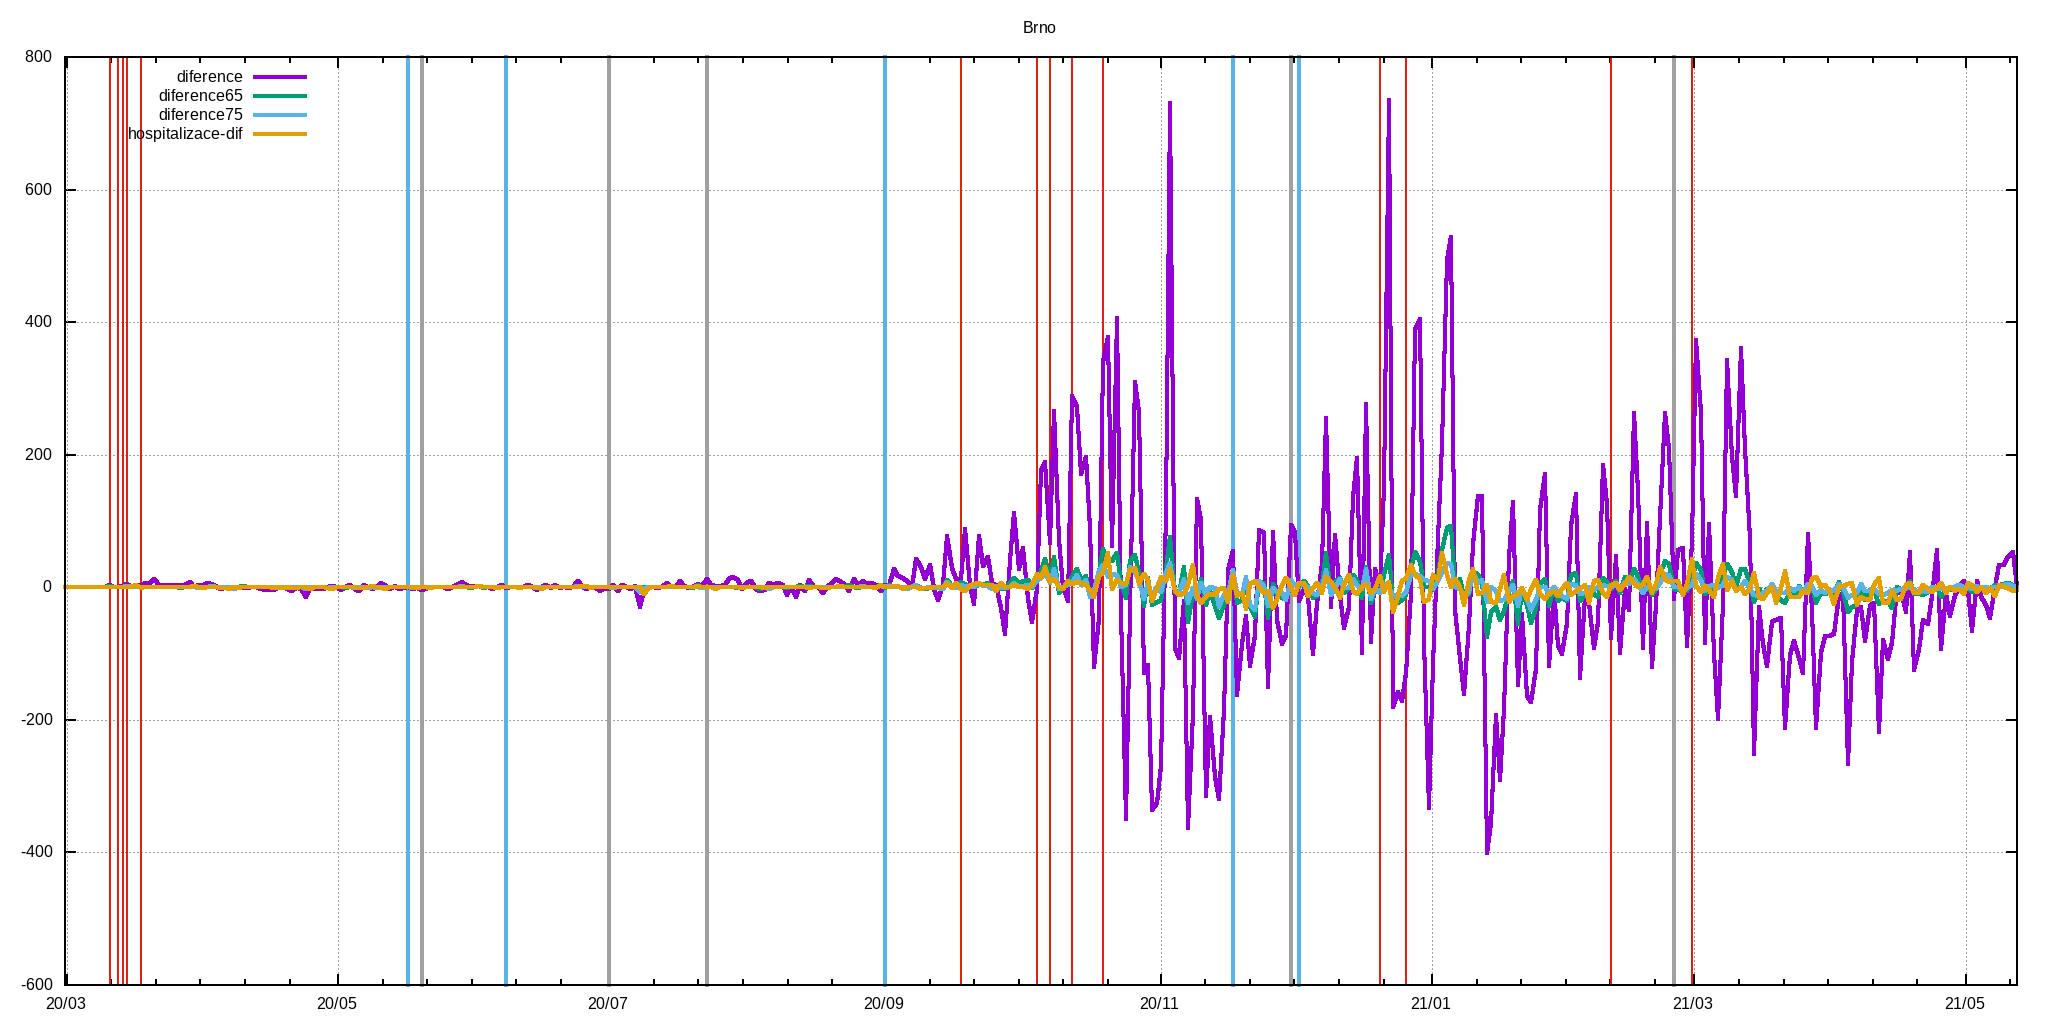 Brno
800
diference
diference65
diference75
hospitalizace-dif
600
400
200
0
-200
-400
-600
20/03 20/05 20/07 20/09 20/11 21/01 21/03 21/05